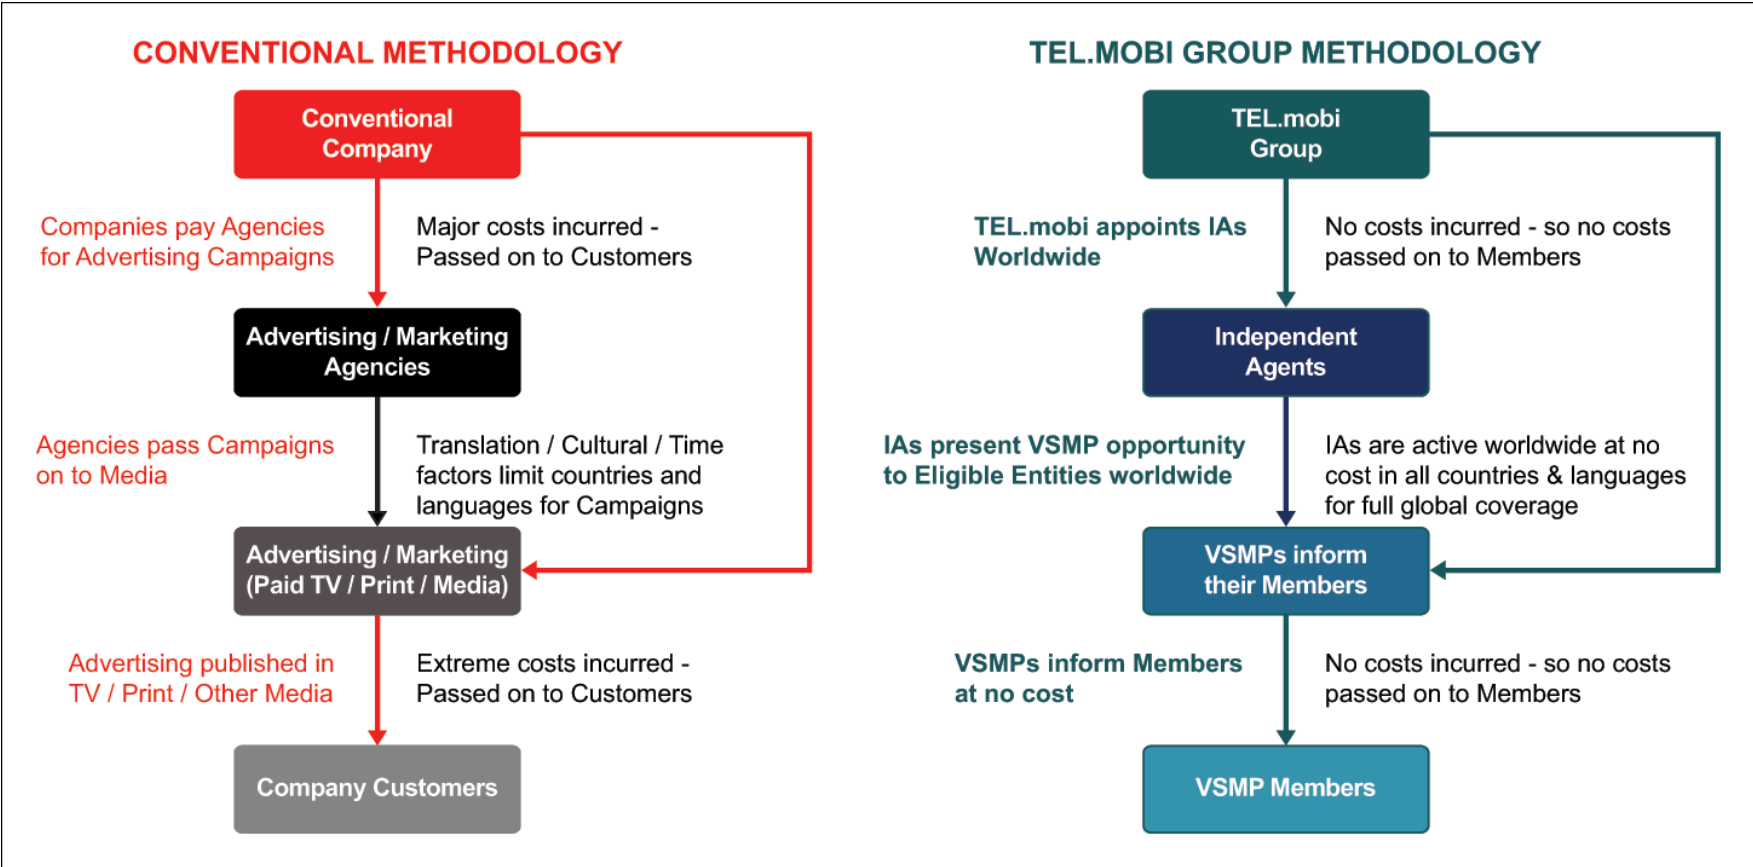 CONVENTIONAL METHODOLOGY
Conventional
Company
Companies pay Agencies
for Advertising Campaigns
Major costs incurred -
Passed on to Customers
Advertising / Marketing
Agencies
Agencies pass Campaigns
on to Media
Translation / Cultural / Time
factors limit countries and
languages for Campaigns
Advertising / Marketing
(Paid TV / Print / Media)
Advertising published in
TV / Print / Other Media
Extreme costs incurred -
Passed on to Customers
Company Customers
TEL.MOBI GROUP METHODOLOGY
TEL.mobi
Group
TEL.mobi appoints IAs
Worldwide
No costs incurred - so no costs
passed on to Members
Independent
Agents
IAs present VSMP opportunity
to Eligible Entities worldwide
IAs are active worldwide at no
cost in all countries & languages
for full global coverage
VSMPs inform
their Members
VSMPs inform Members
at no cost
No costs incurred - so no costs
passed on to Members
VSMP Members